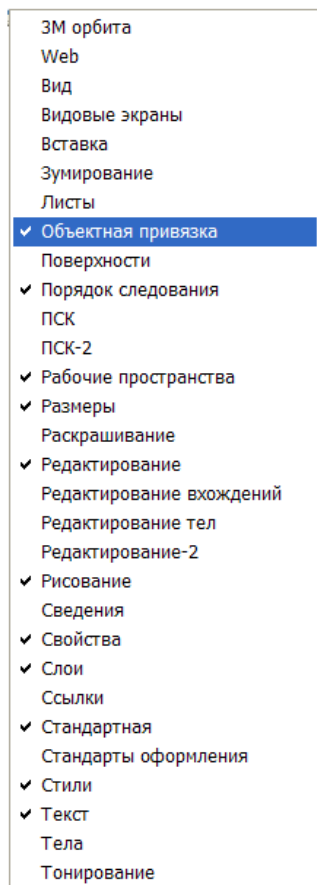 3М орбита
Web
Вид
Видовые экраны
Вставка
Зумирование
Листы
Объектная привязка
Поверхности
Порядок следования
ПСК
ПСК-2
Рабочие пространства
Размеры
Раскрашивание
Редактирование
Редактирование вхождений
Редактирование тел
Редактирование-2
Рисование
Сведения
Свойства
Слои
Ссылки
Стандартная
Стандарты оформления
Стили
Текст
Тела
Тонирование